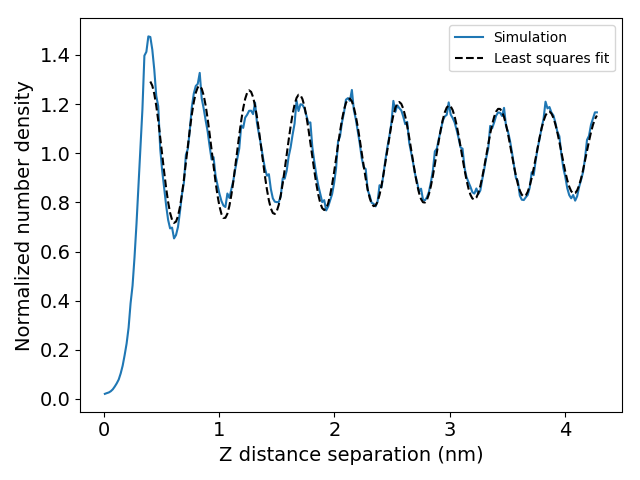 Simulation
Least squares fit
Normalized number density
1.4
1.2
1.0
0.8
0.6
0.4
0.2
0.0
0 1 2 3 4
Z distance separation (nm)